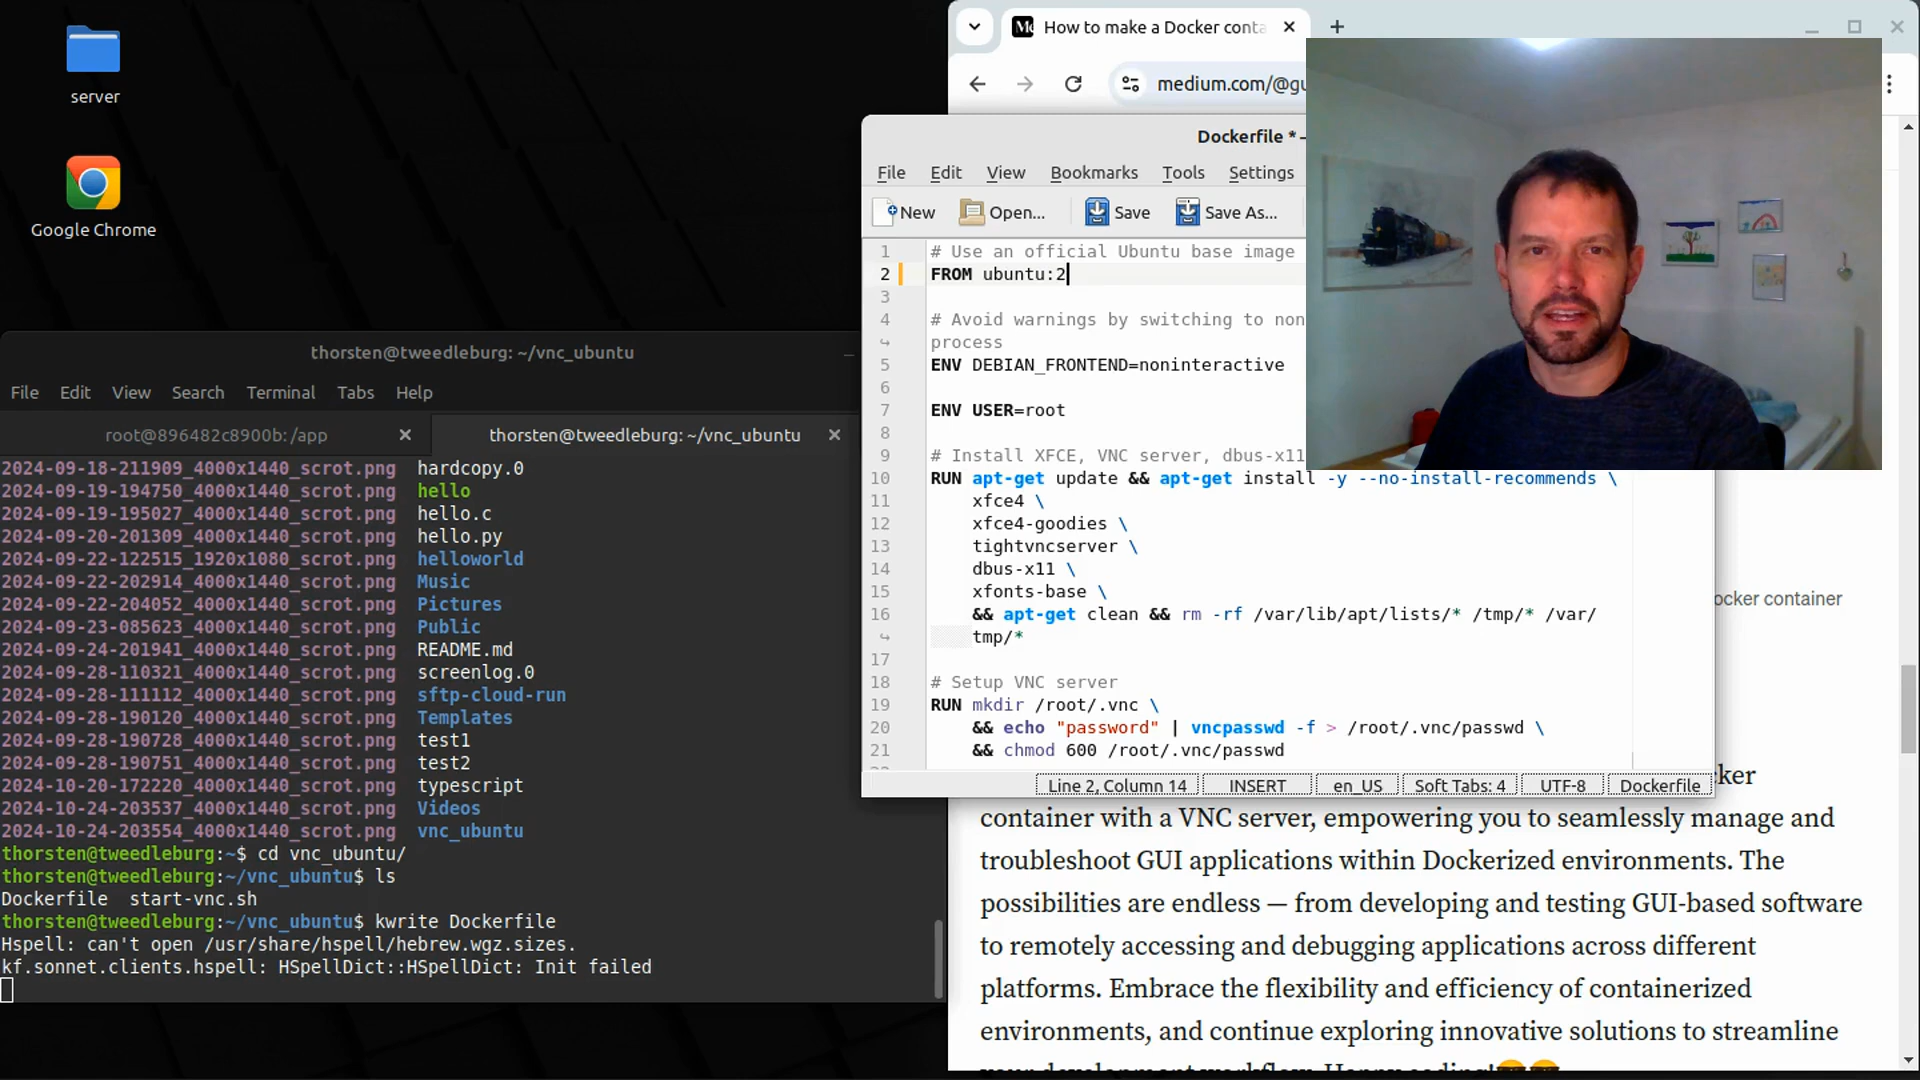 server
Google Chrome
How to make a Docker conta
medium.com/@gu
Dockerfile * –
File Edit View Bookmarks Tools Settings
New Open... Save Save As...
1 # Use an official Ubuntu base image
2 FROM ubuntu:2
3
4 # Avoid warnings by switching to non
process
5 ENV DEBIAN_FRONTEND=noninteractive
6
7 ENV USER=root
8
9 # Install XFCE, VNC server, dbus-x11
10 RUN apt-get update && apt-get install -y --no-install-recommends \
11 xfce4 \
12 xfce4-goodies \
13 tightvncserver \
14 dbus-x11 \
15 xfonts-base \
16 && apt-get clean && rm -rf /var/lib/apt/lists/* /tmp/* /var/
tmp/*
17
18 # Setup VNC server
19 RUN mkdir /root/.vnc \
20 && echo "password" | vncpasswd -f > /root/.vnc/passwd \
21 && chmod 600 /root/.vnc/passwd
Line 2, Column 14 INSERT en_US Soft Tabs: 4 UTF-8 Dockerfile
thorsten@tweedleburg: ~/vnc_ubuntu
File Edit View Search Terminal Tabs Help
root@896482c8900b: /app
thorsten@tweedleburg: ~/vnc_ubuntu
2024-09-18-211909_4000x1440_scrot.png hardcopy.0
2024-09-19-194750_4000x1440_scrot.png hello
2024-09-19-195027_4000x1440_scrot.png hello.c
2024-09-20-201309_4000x1440_scrot.png hello.py
2024-09-22-122515_1920x1080_scrot.png helloworld
2024-09-22-202914_4000x1440_scrot.png Music
2024-09-22-204052_4000x1440_scrot.png Pictures
2024-09-23-085623_4000x1440_scrot.png Public
2024-09-24-201941_4000x1440_scrot.png README.md
2024-09-28-110321_4000x1440_scrot.png screenlog.0
2024-09-28-111112_4000x1440_scrot.png sftp-cloud-run
2024-09-28-190120_4000x1440_scrot.png Templates
2024-09-28-190728_4000x1440_scrot.png test1
2024-09-28-190751_4000x1440_scrot.png test2
2024-10-20-172220_4000x1440_scrot.png typescript
2024-10-24-203537_4000x1440_scrot.png Videos
2024-10-24-203554_4000x1440_scrot.png vnc_ubuntu
thorsten@tweedleburg:~$ cd vnc_ubuntu/
thorsten@tweedleburg:~/vnc_ubuntu$ ls
Dockerfile start-vnc.sh
thorsten@tweedleburg:~/vnc_ubuntu$ kwrite Dockerfile
Hspell: can't open /usr/share/hspell/hebrew.wgz.sizes.
kf.sonnet.clients.hspell: HSpellDict::HSpellDict: Init failed
ocker container
cker
container with a VNC server, empowering you to seamlessly manage and
troubleshoot GUI applications within Dockerized environments. The
possibilities are endless — from developing and testing GUI-based software
to remotely accessing and debugging applications across different
platforms. Embrace the flexibility and efficiency of containerized
environments, and continue exploring innovative solutions to streamline
your development workflow. Happy coding!